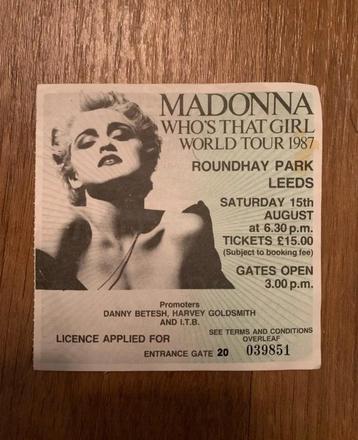 MADONNA
WHO'S THAT GIRL
WORLD TOUR 1987
ROUNDHAY PARK
LEEDS
SATURDAY 15th
AUGUST
at 6.30 p.m.
TICKETS £15.00
(Subject to booking fee)
GATES OPEN
3.00 p.m.
Promoters
DANNY BETESH, HARVEY GOLDSMITH
AND I.T.B.
LICENCE APPLIED FOR
SEE TERMS AND CONDITIONS
OVERLEAF
ENTRANCE GATE 20 039851